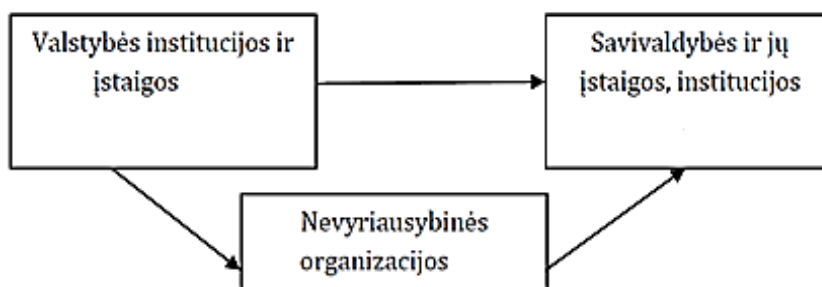 Valstybės institucijos ir
įstaigos
Savivaldybės ir jų
įstaigos, institucijos
Nevyriausybinės
organizacijos